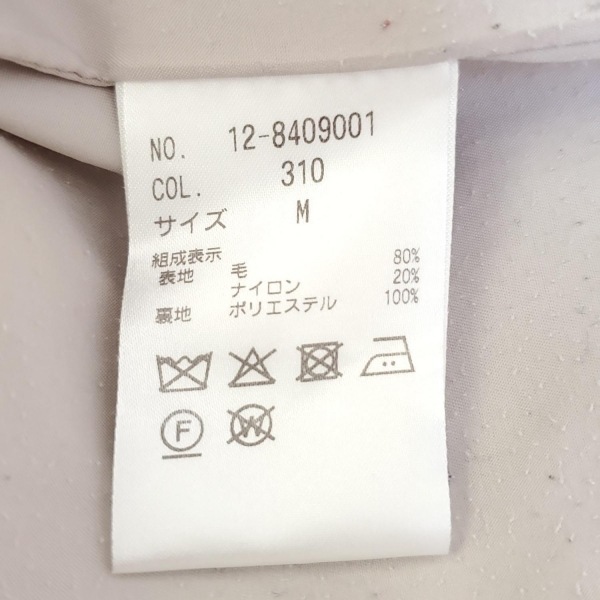 NO. 12-8409001
COL. 310
サイズ M
組成表示
表地 毛 80%
ナイロン 20%
裏地 ポリエステル 100%
F W